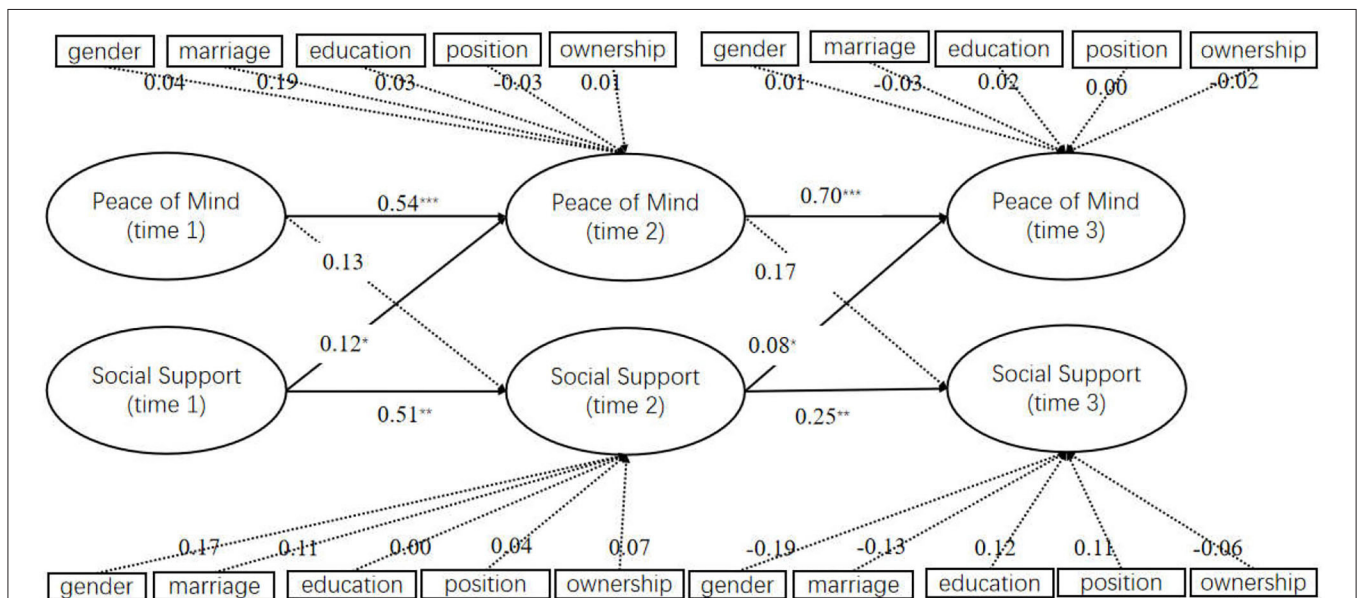 gender marriage education position ownership gender marriage education position ownership
0.04 0.19 0.03 -0.03 0.01 0.01 -0.03 0.02 0.00 -0.02
Peace of Mind
(time 1)
0.54***
Peace of Mind
(time 2)
0.70***
Peace of Mind
(time 3)
0.13
0.17
0.12*
0.08*
Social Support
(time 1)
0.51**
Social Support
(time 2)
0.25**
Social Support
(time 3)
0.17 0.11 0.00 0.04 0.07 -0.19 -0.13 0.12 0.11 -0.06
gender marriage education position ownership gender marriage education position ownership